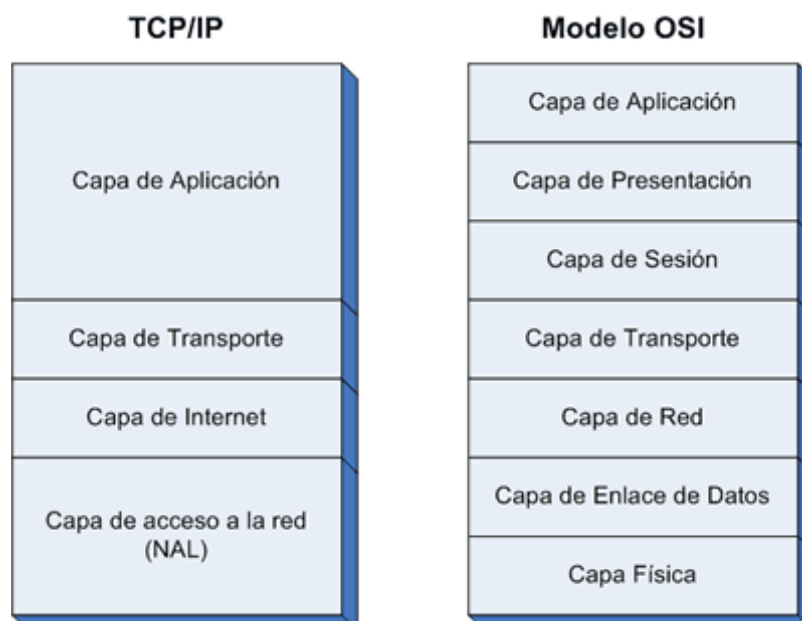 TCP/IP
Capa de Aplicación
Capa de Transporte
Capa de Internet
Capa de acceso a la red
(NAL)
Modelo OSI
Capa de Aplicación
Capa de Presentación
Capa de Sesión
Capa de Transporte
Capa de Red
Capa de Enlace de Datos
Capa Física